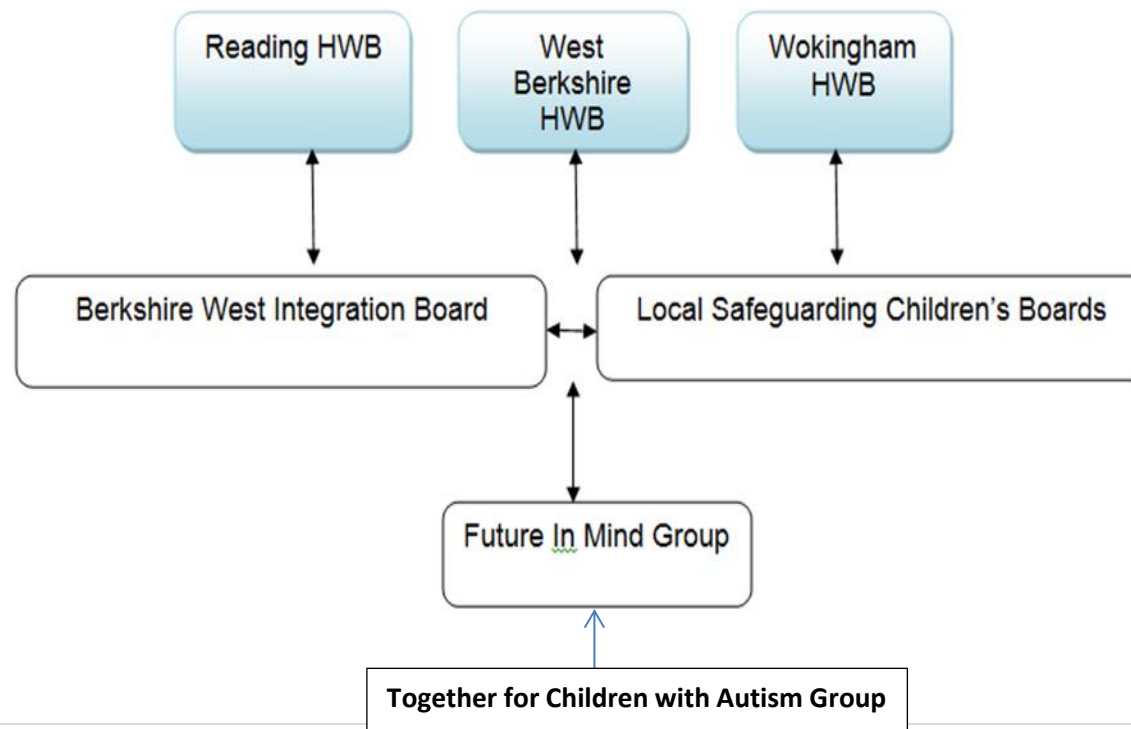 Reading HWB
West
Berkshire
HWB
Wokingham
HWB
Berkshire West Integration Board
Local Safeguarding Children's Boards
Future In Mind Group
Together for Children with Autism Group